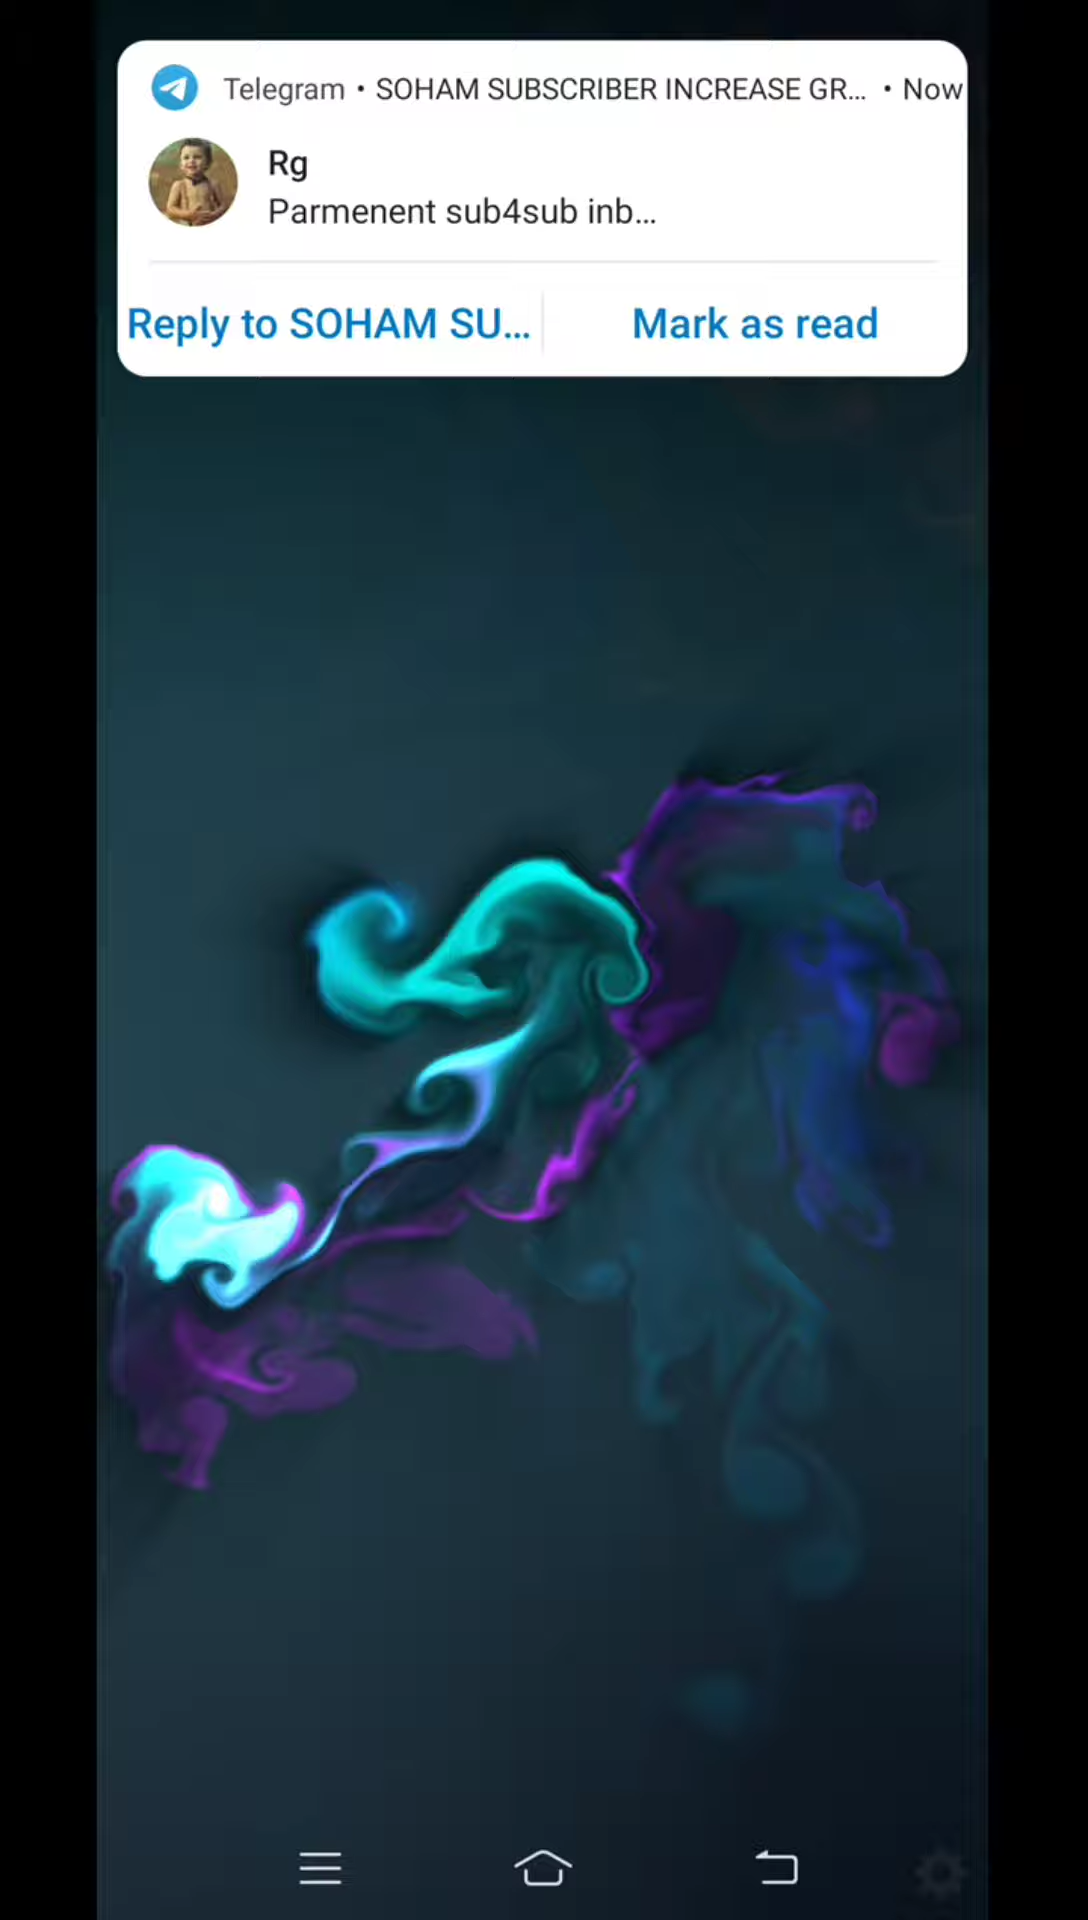 Telegram • SOHAM SUBSCRIBER INCREASE GR... • Now
Rg
Parmenent sub4sub inb...
Reply to SOHAM SU... Mark as read